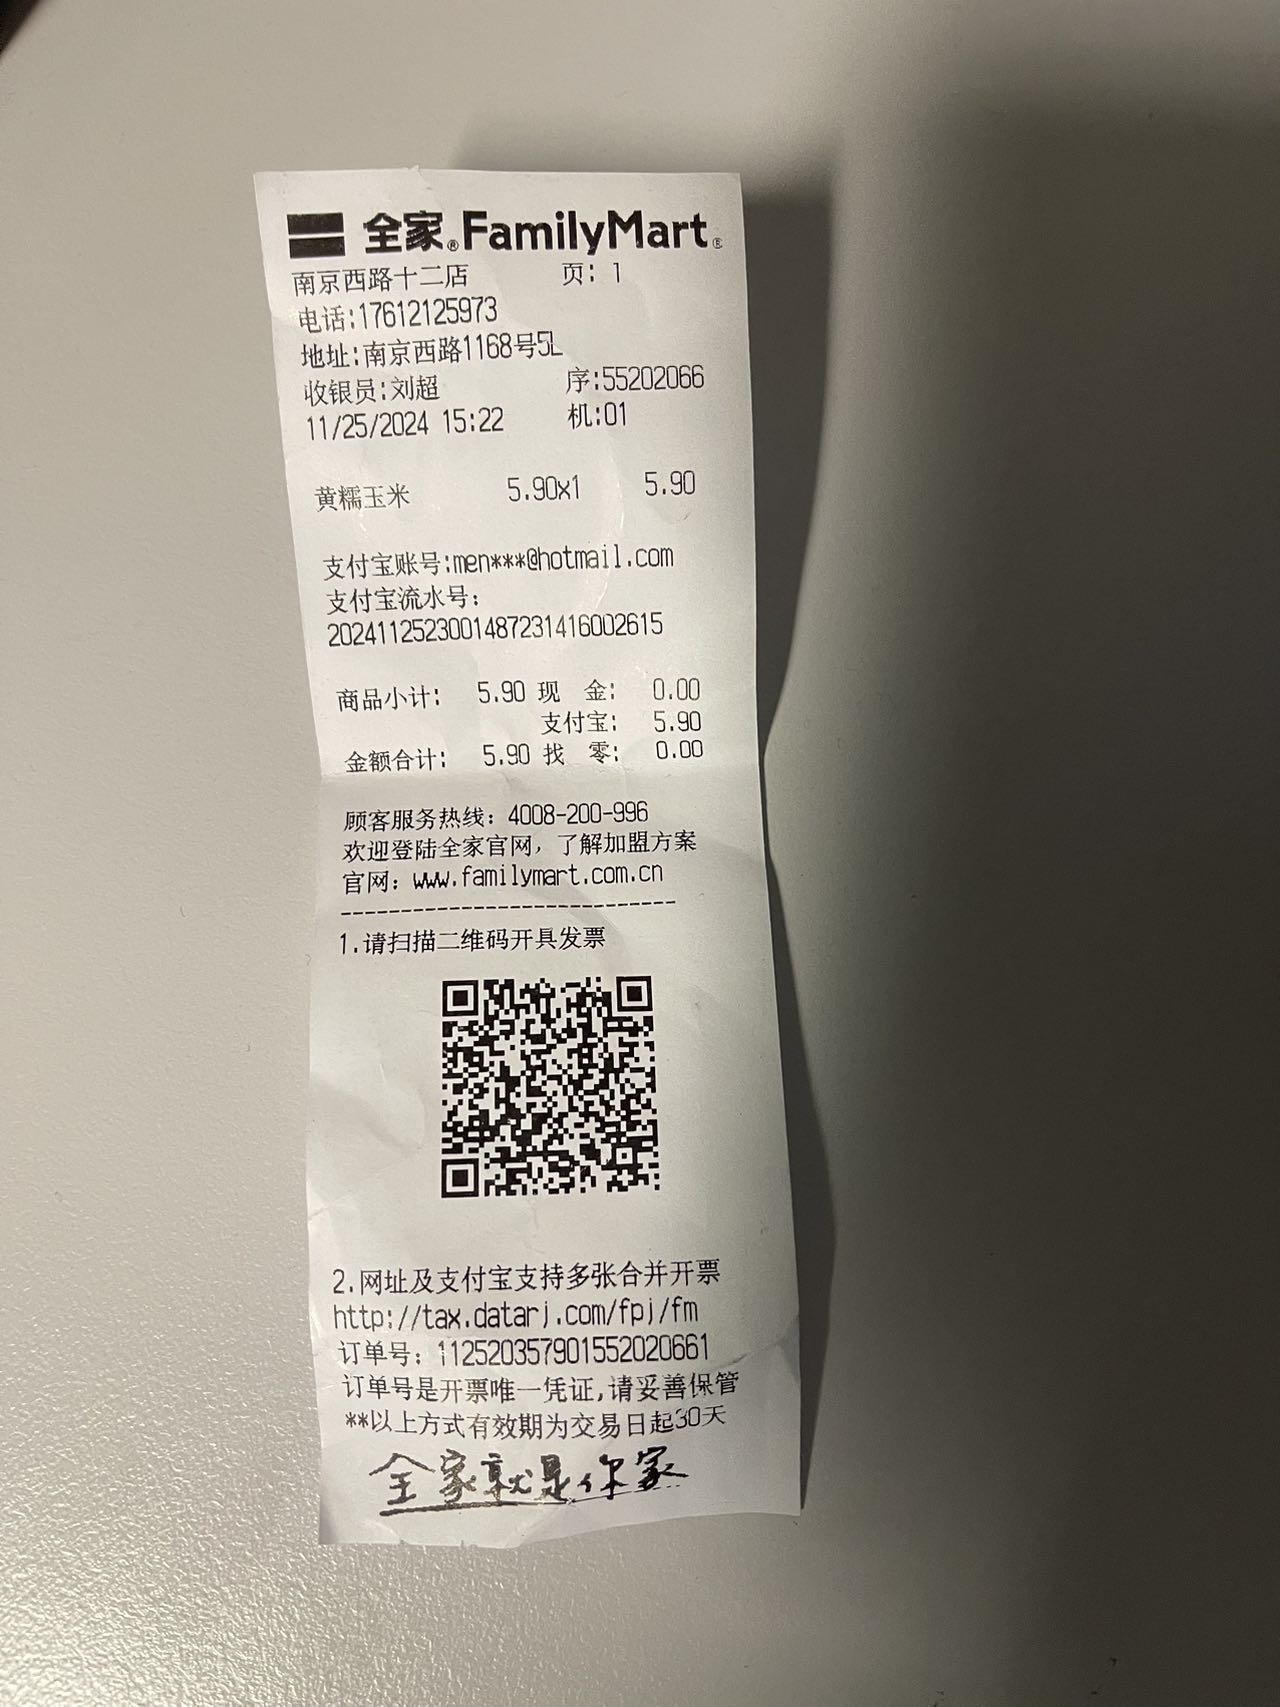 全家®FamilyMart®
南京西路十二店 页: 1
电话:17612125973
地址:南京西路1168号5L
收银员:刘超 序:55202066
11/25/2024 15:22 机:01
黄糯玉米 5.90x1 5.90
支付宝账号:men***@hotmail.com
支付宝流水号:
2024112523001487231416002615
商品小计: 5.90 现 金: 0.00
支付宝: 5.90
金额合计: 5.90 找 零: 0.00
顾客服务热线: 4008-200-996
欢迎登陆全家官网，了解加盟方案
官网: www.familymart.com.cn
----------------------------
1.请扫描二维码开具发票
2.网址及支付宝支持多张合并开票
http://tax.datarj.com/fpj/fm
订单号: 112520357901552020661
订单号是开票唯一凭证,请妥善保管
**以上方式有效期为交易日起30天
全家就是你家